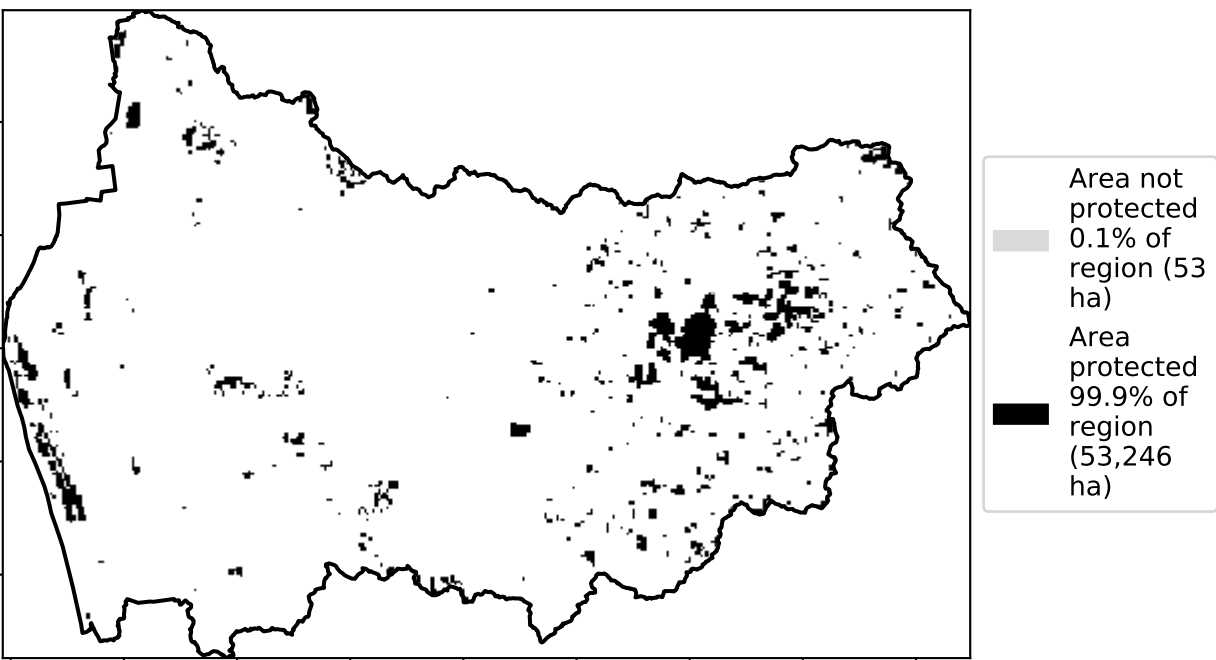 Area not
protected
0.1% of
region (53
ha)
Area
protected
99.9% of
region
(53,246
ha)